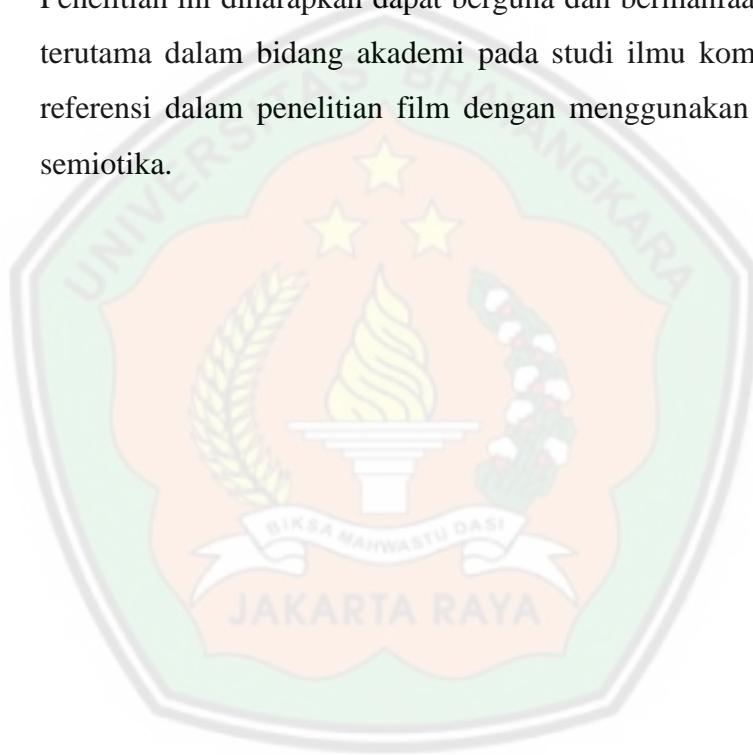 Penelitian ini diharapkan dapat berguna dan bermanfaa
terutama dalam bidang akademi pada studi ilmu kom
referensi dalam penelitian film dengan menggunakan
semiotika.
UNIVERSITAS BHAYANGKARA
BIKSA MAHWASTU DASI
JAKARTA RAYA